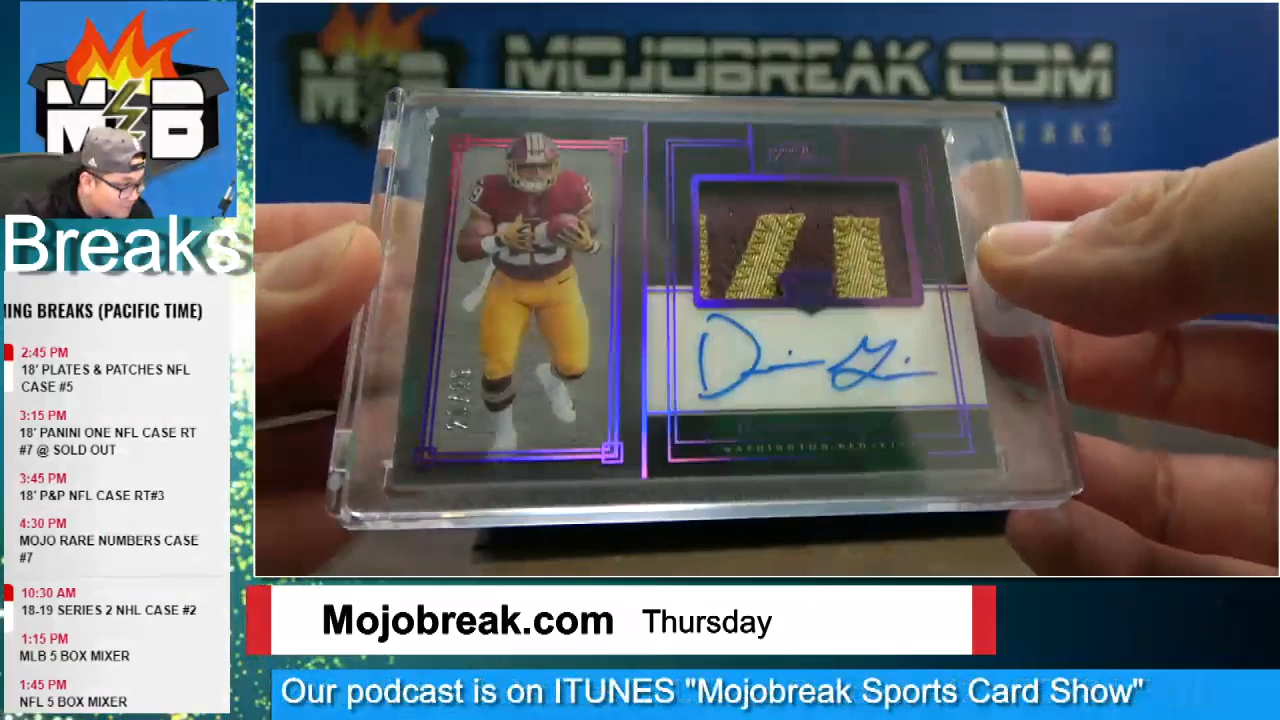 M B
MOJOBREAK.COM
Breaks
ING BREAKS (PACIFIC TIME)
2:45 PM
18' PLATES & PATCHES NFL
CASE #5
3:15 PM
18' PANINI ONE NFL CASE RT
#7 @ SOLD OUT
3:45 PM
18' P&P NFL CASE RT#3
4:30 PM
MOJO RARE NUMBERS CASE
#7
10:30 AM
18-19 SERIES 2 NHL CASE #2
1:15 PM
MLB 5 BOX MIXER
1:45 PM
NFL 5 BOX MIXER
29
Mojobreak.com Thursday
Our podcast is on ITUNES "Mojobreak Sports Card Show"